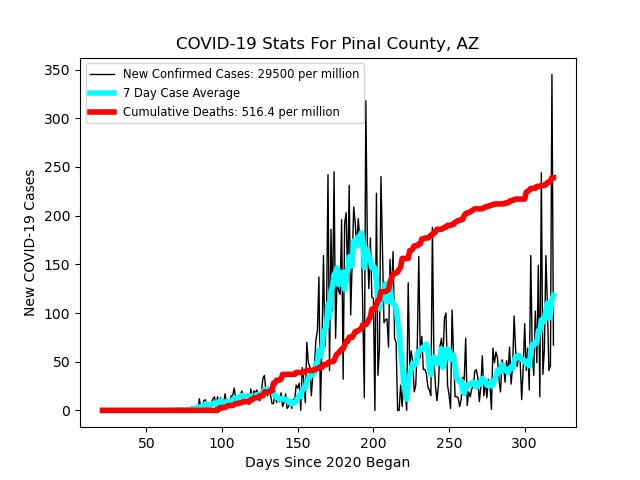 COVID-19 Stats For Pinal County, AZ
New Confirmed Cases: 29500 per million
7 Day Case Average
Cumulative Deaths: 516.4 per million
New COVID-19 Cases
350
300
250
200
150
100
50
0
50 100 150 200 250 300
Days Since 2020 Began